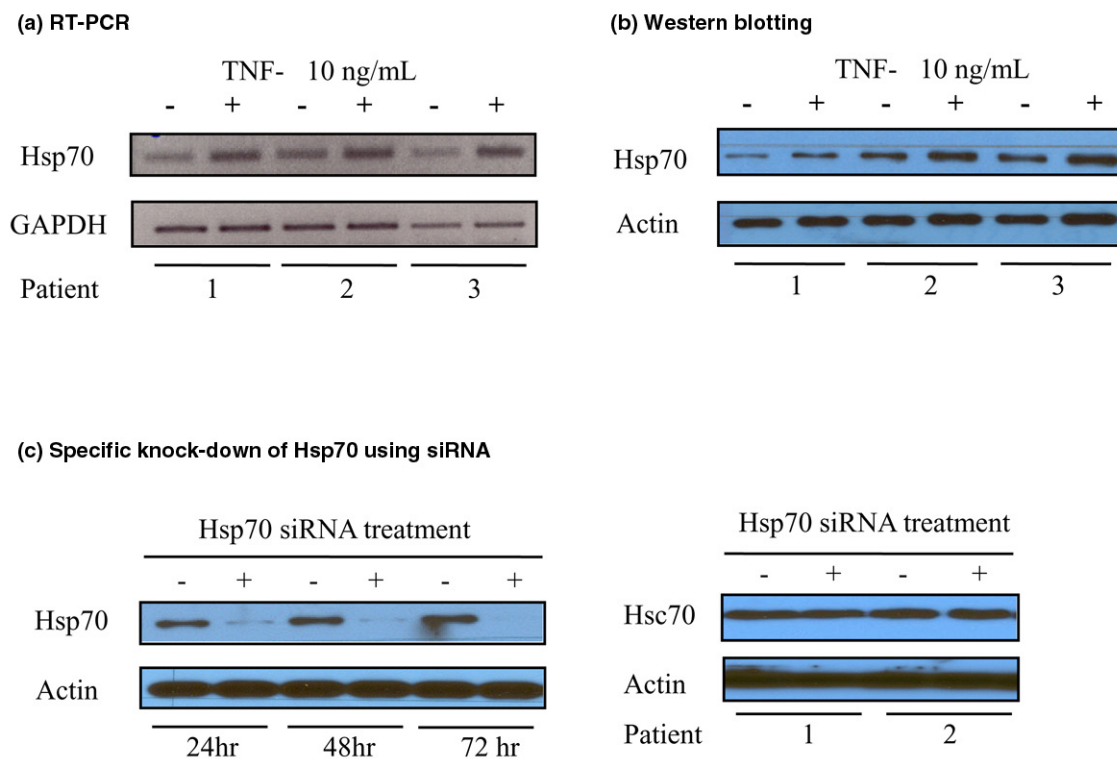 (a) RT-PCR
TNF- 10 ng/mL
- + - + - +
Hsp70
GAPDH
Patient 1 2 3
(b) Western blotting
TNF- 10 ng/mL
- + - + - +
Hsp70
Actin
1 2 3
(c) Specific knock-down of Hsp70 using siRNA
Hsp70 siRNA treatment
- + - + - +
Hsp70
Actin
24hr 48hr 72 hr
Hsp70 siRNA treatment
- + - +
Hsc70
Actin
Patient 1 2